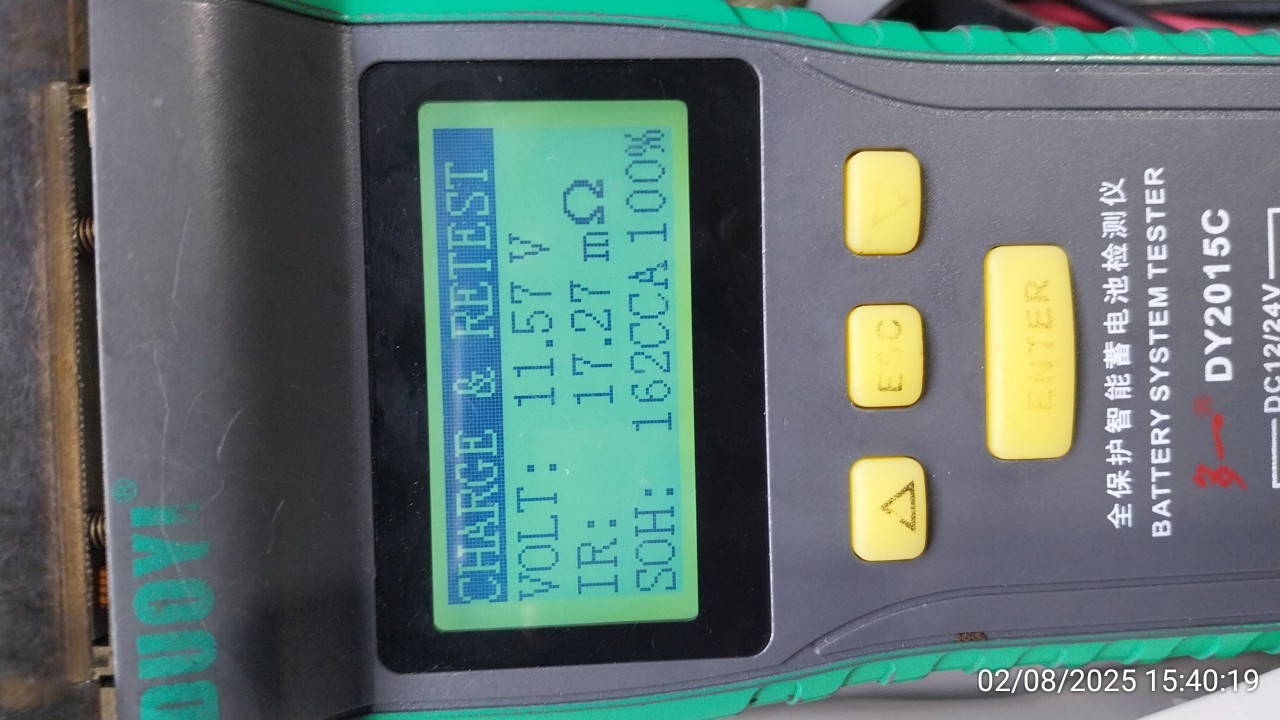 DUOYI®
CHARGE & RETEST
VOLT: 11.57 V
IR: 17.27 mΩ
SOH: 162CCA 100%
ESC
ENTER
全保护智能蓄电池检测仪
BATTERY SYSTEM TESTER
多一® DY2015C
DC12/24V
02/08/2025 15:40:19